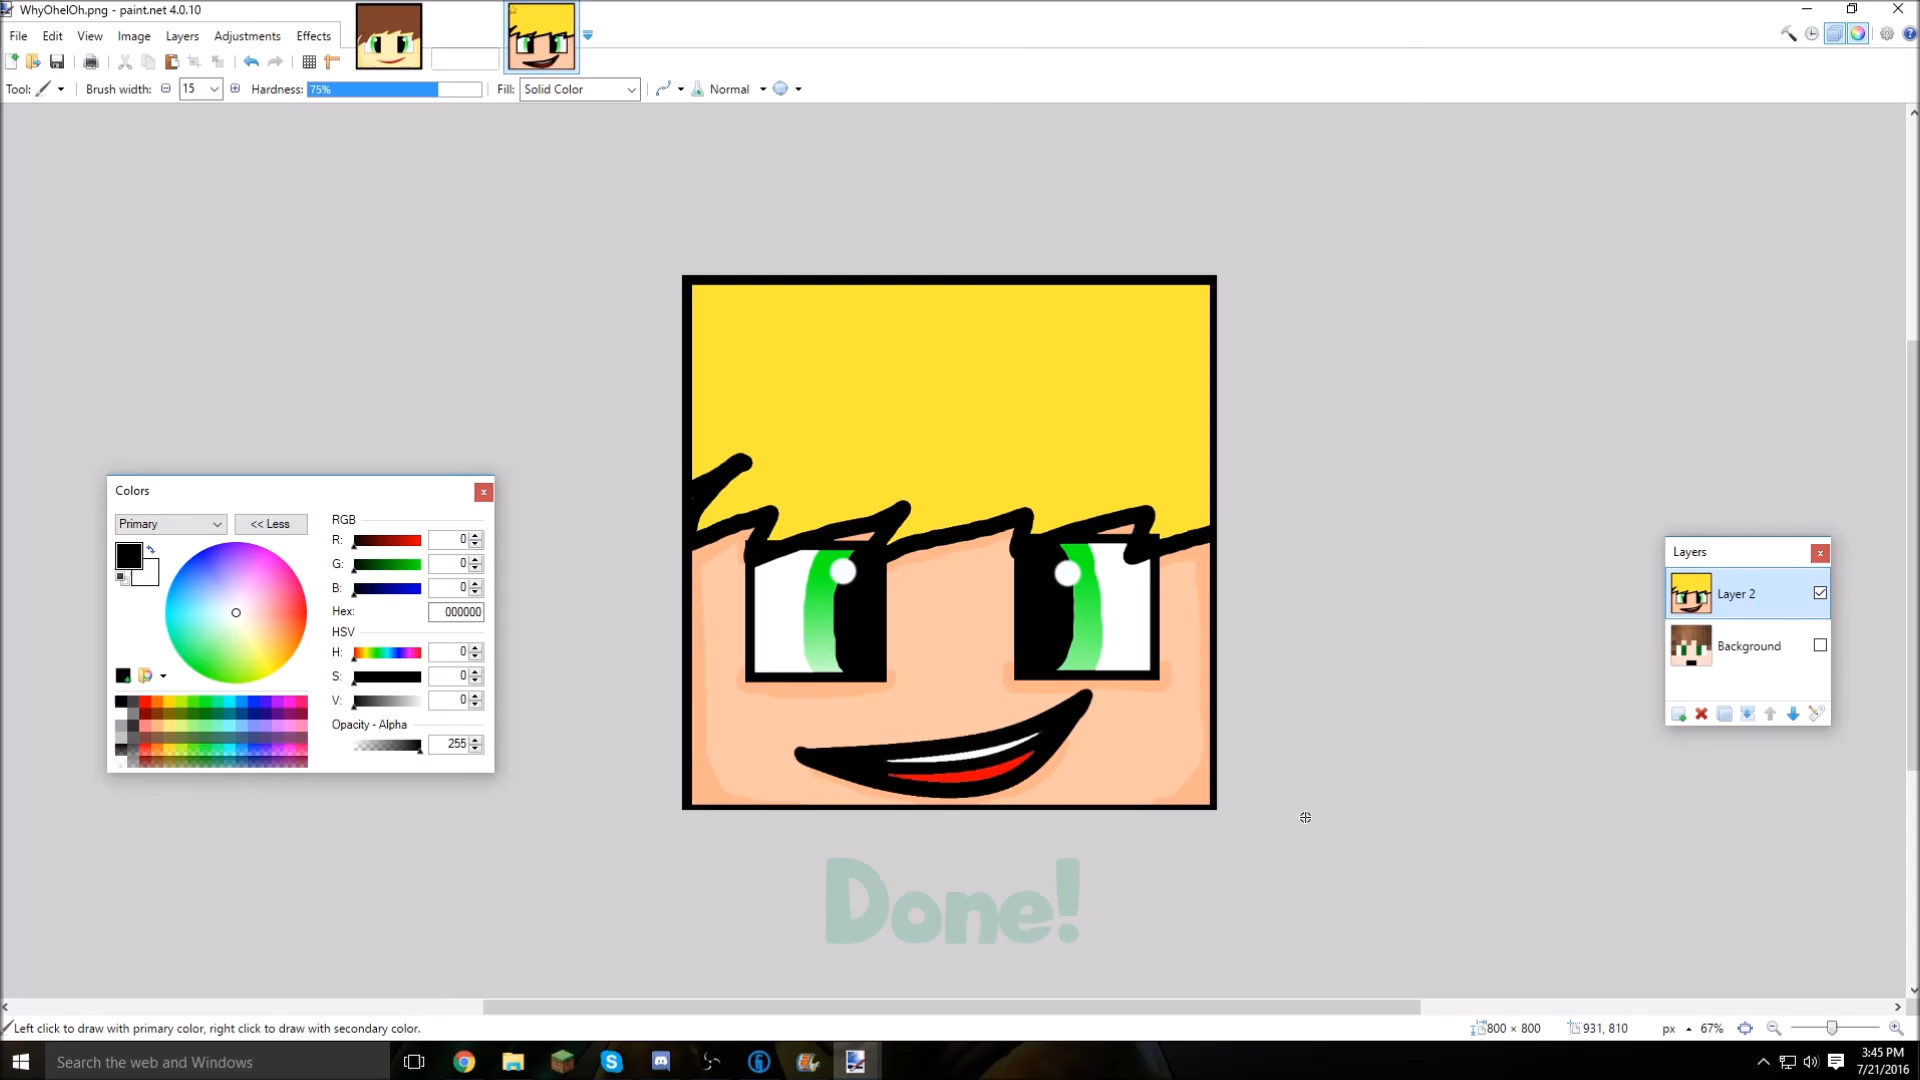 WhyOhelOh.png - paint.net 4.0.10
File Edit View Image Layers Adjustments Effects
Tool: Brush width: 15 Hardness: 75% Fill: Solid Color Normal
Colors
Primary << Less
RGB
R: 0
G: 0
B: 0
Hex: 000000
HSV
H: 0
S: 0
V: 0
Opacity - Alpha
255
Layers
Layer 2
Background
Done!
Left click to draw with primary color, right click to draw with secondary color.
800 × 800 931, 810 px 67%
Search the web and Windows
3:45 PM
7/21/2016